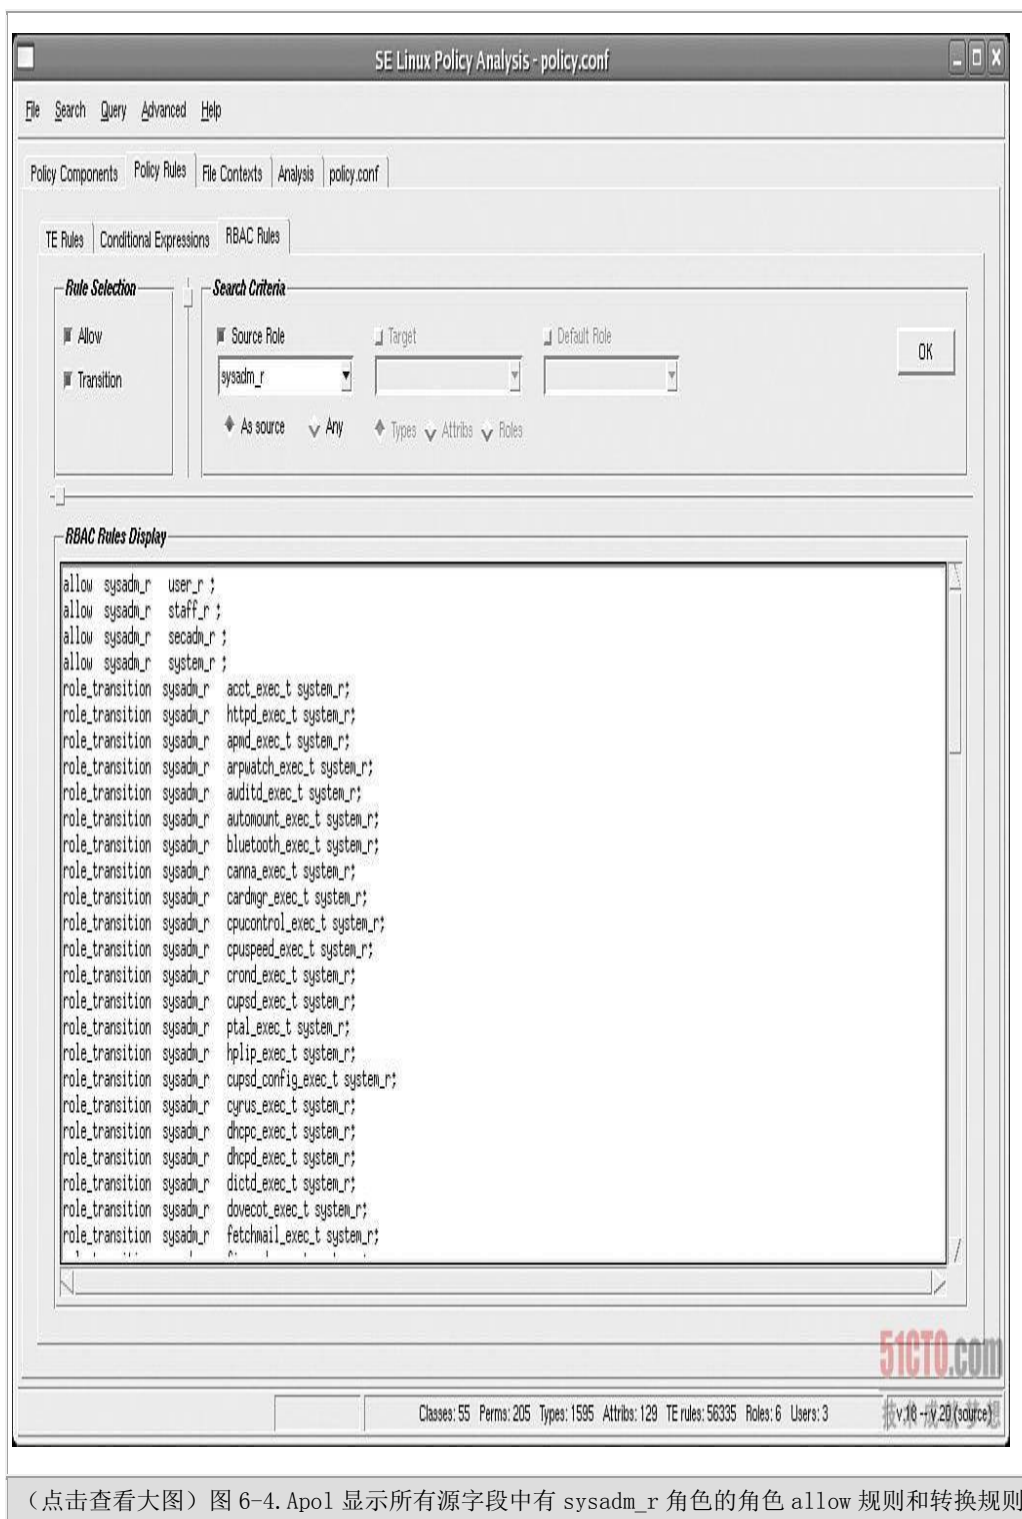 SE Linux Policy Analysis - policy.conf
File Search Query Advanced Help
Policy Components Policy Rules File Contexts Analysis policy.conf
TE Rules Conditional Expressions RBAC Rules
Rule Selection
Allow
Transition
Search Criteria
Source Role Target Default Role
sysadm_r
OK
As source Any Types Attribs Roles
RBAC Rules Display
allow sysadm_r user_r ;
allow sysadm_r staff_r ;
allow sysadm_r secadm_r ;
allow sysadm_r system_r ;
role_transition sysadm_r acct_exec_t system_r;
role_transition sysadm_r httpd_exec_t system_r;
role_transition sysadm_r apmd_exec_t system_r;
role_transition sysadm_r arpwatch_exec_t system_r;
role_transition sysadm_r auditd_exec_t system_r;
role_transition sysadm_r automount_exec_t system_r;
role_transition sysadm_r bluetooth_exec_t system_r;
role_transition sysadm_r canna_exec_t system_r;
role_transition sysadm_r cardmgr_exec_t system_r;
role_transition sysadm_r cpucontrol_exec_t system_r;
role_transition sysadm_r cpuspeed_exec_t system_r;
role_transition sysadm_r crond_exec_t system_r;
role_transition sysadm_r cupsd_exec_t system_r;
role_transition sysadm_r ptal_exec_t system_r;
role_transition sysadm_r hplip_exec_t system_r;
role_transition sysadm_r cupsd_config_exec_t system_r;
role_transition sysadm_r cyrus_exec_t system_r;
role_transition sysadm_r dhcpc_exec_t system_r;
role_transition sysadm_r dhcpd_exec_t system_r;
role_transition sysadm_r dictd_exec_t system_r;
role_transition sysadm_r dovecot_exec_t system_r;
role_transition sysadm_r fetchmail_exec_t system_r;
51CTO.com
技术成就梦想
Classes: 55 Perms: 205 Types: 1595 Attribs: 129 TE rules: 56335 Roles: 6 Users: 3 v.18 -- v.20 (source)
（点击查看大图）图 6-4. Apol 显示所有源字段中有 sysadm_r 角色的角色 allow 规则和转换规则